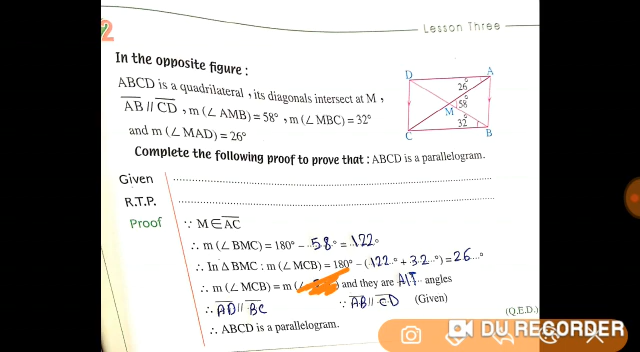 2
Lesson Three
In the opposite figure :
ABCD is a quadrilateral , its diagonals intersect at M ,
AB // CD , m (∠ AMB) = 58° , m (∠ MBC) = 32°
and m (∠ MAD) = 26°
D A
26°
58°
M
32°
C B
Complete the following proof to prove that : ABCD is a parallelogram.
Given
R.T.P.
Proof ∵ M ∈ AC
∴ m (∠ BMC) = 180° – 58° = 122°
∴ In Δ BMC : m (∠ MCB) = 180° – (122° + 32°) = 26°
∴ m (∠ MCB) = m (∠ ) and they are AlT angles
∴ AD // BC ∵ AB // CD (Given)
∴ ABCD is a parallelogram. (Q.E.D.)
DU RECORDER